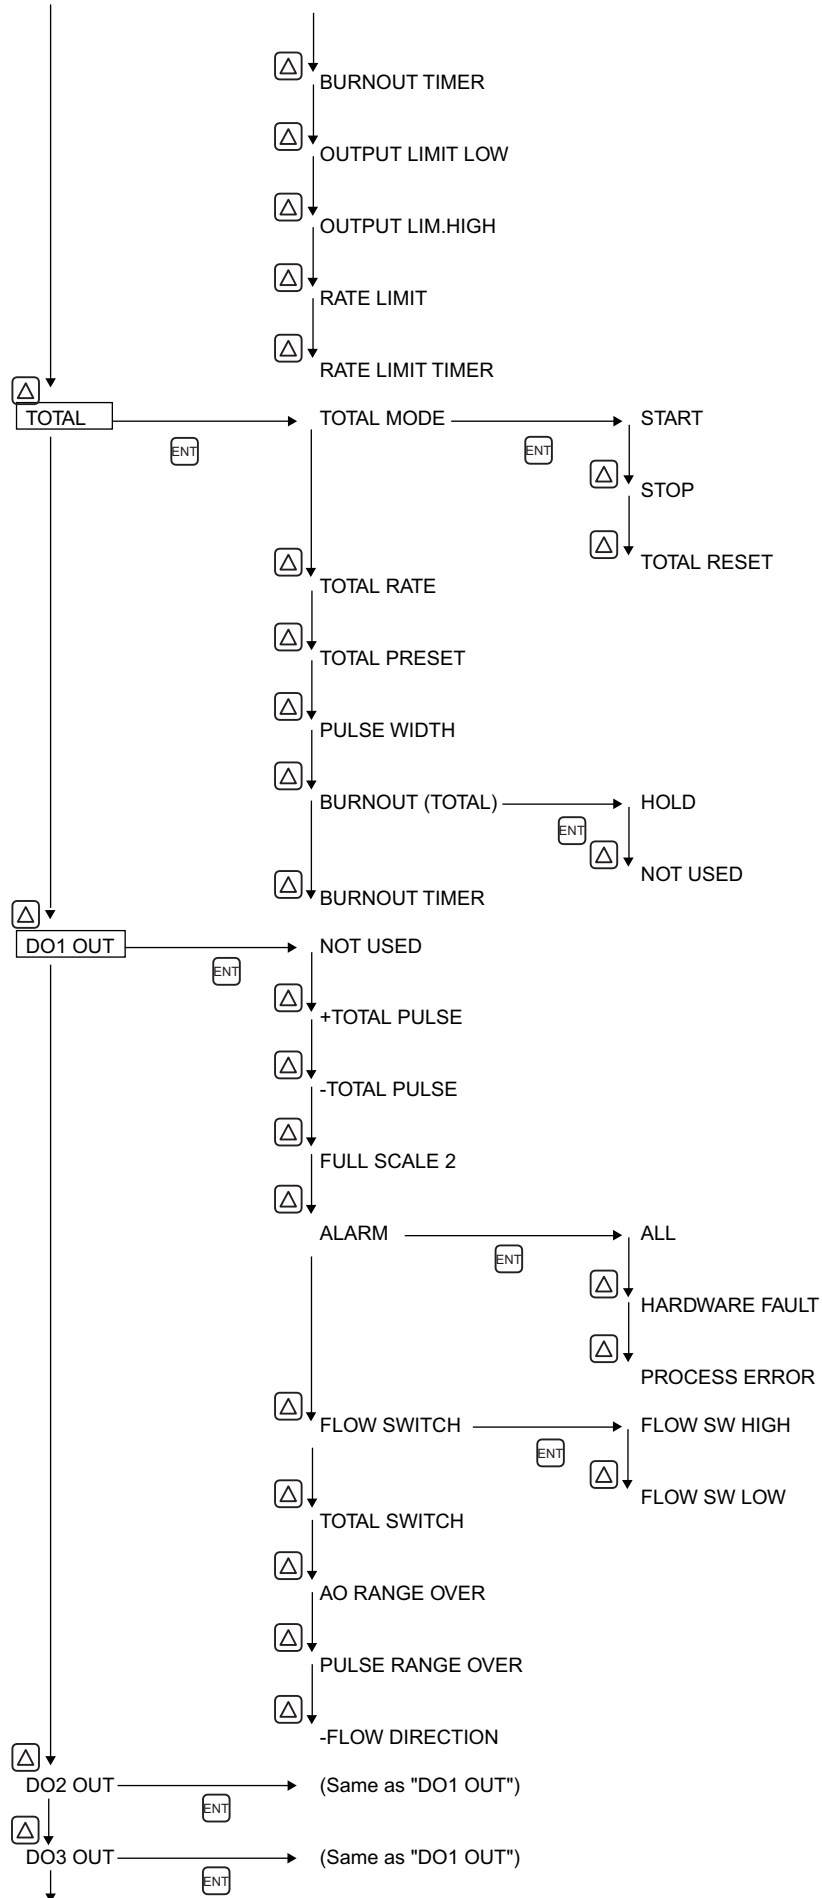 BURNOUT TIMER
OUTPUT LIMIT LOW
OUTPUT LIM.HIGH
RATE LIMIT
RATE LIMIT TIMER
TOTAL
ENT
TOTAL MODE
ENT
START
STOP
TOTAL RESET
TOTAL RATE
TOTAL PRESET
PULSE WIDTH
BURNOUT (TOTAL)
ENT
HOLD
NOT USED
BURNOUT TIMER
DO1 OUT
ENT
NOT USED
+TOTAL PULSE
-TOTAL PULSE
FULL SCALE 2
ALARM
ENT
ALL
HARDWARE FAULT
PROCESS ERROR
FLOW SWITCH
ENT
FLOW SW HIGH
FLOW SW LOW
TOTAL SWITCH
AO RANGE OVER
PULSE RANGE OVER
-FLOW DIRECTION
DO2 OUT
ENT
(Same as "DO1 OUT")
DO3 OUT
ENT
(Same as "DO1 OUT")